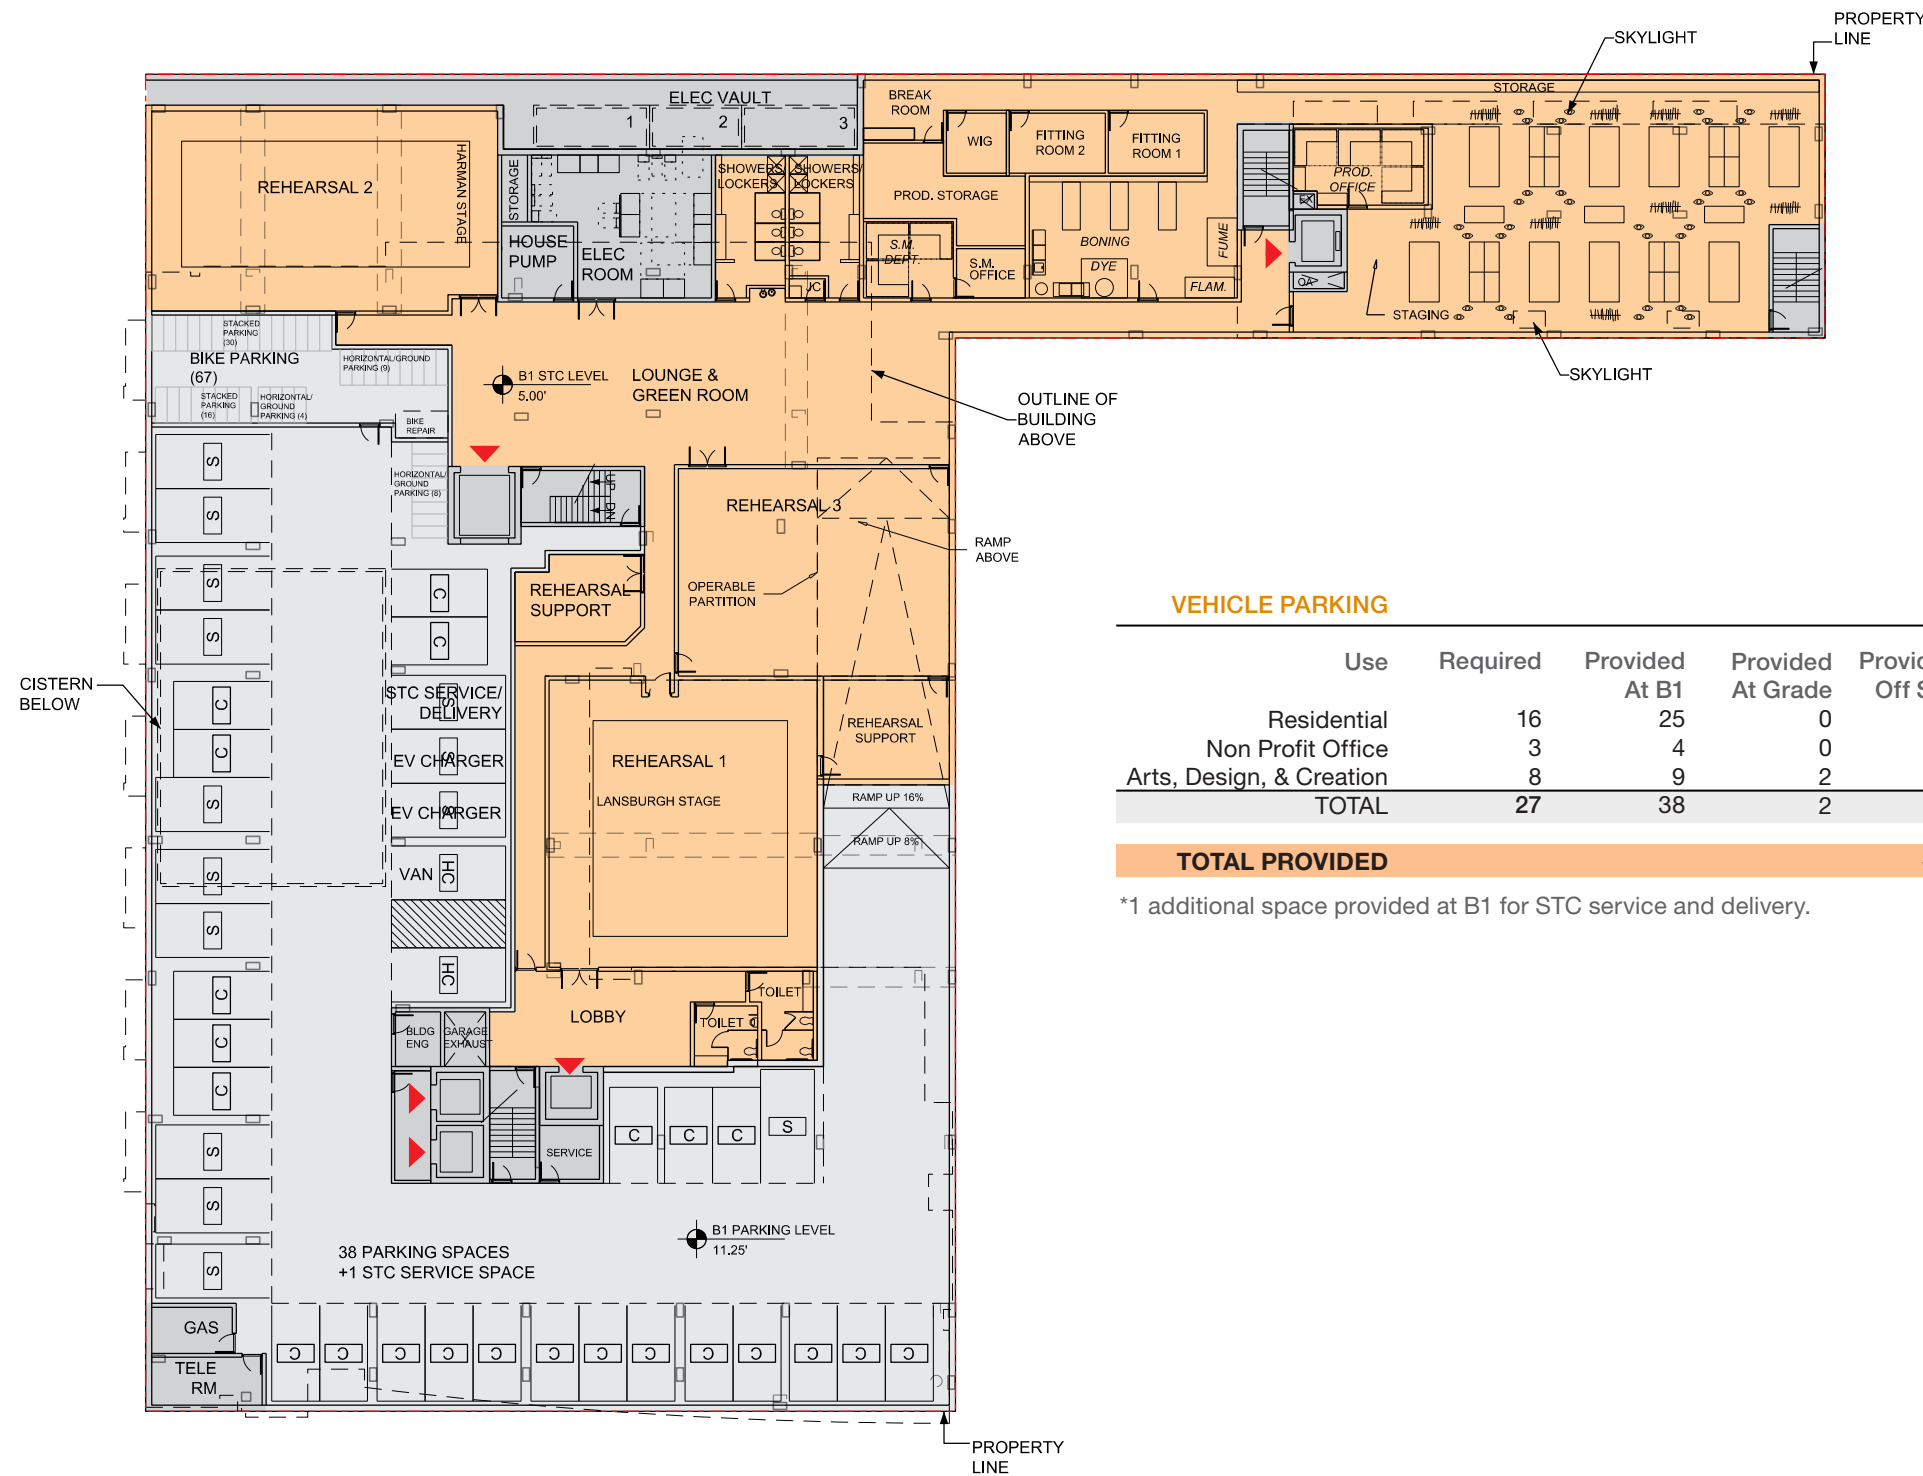 PROPERTY
LINE
SKYLIGHT
STORAGE
ELEC VAULT
1
2
3
BREAK
ROOM
WIG
FITTING
ROOM 2
FITTING
ROOM 1
REHEARSAL 2
HARMAN STAGE
STORAGE
SHOWERS/
LOCKERS
SHOWERS/
LOCKERS
PROD. STORAGE
PROD.
OFFICE
HOUSE
PUMP
ELEC
ROOM
S.M.
DEPT.
S.M.
OFFICE
JC
BONING
DYE
FUME
FLAM.
OA
STAGING
SKYLIGHT
STACKED
PARKING
(30)
BIKE PARKING
(67)
HORIZONTAL/GROUND
PARKING (9)
STACKED
PARKING
(16)
HORIZONTAL/
GROUND
PARKING (4)
BIKE
REPAIR
B1 STC LEVEL
5.00'
LOUNGE &
GREEN ROOM
OUTLINE OF
BUILDING
ABOVE
HORIZONTAL/
GROUND
PARKING (8)
UP
DN
REHEARSAL 3
RAMP
ABOVE
OPERABLE
PARTITION
REHEARSAL
SUPPORT
S
S
S
S
C
C
S
S
S
C
C
C
S
S
S
C
C
CISTERN
BELOW
STC SERVICE/
DELIVERY
S
EV CHARGER
S
EV CHARGER
S
VAN
HC
HC
REHEARSAL 1
LANSBURGH STAGE
REHEARSAL
SUPPORT
RAMP UP 16%
RAMP UP 8%
VEHICLE PARKING
Use Required Provided At B1 Provided At Grade
Residential 16 25 0
Non Profit Office 3 4 0
Arts, Design, & Creation 8 9 2
TOTAL 27 38 2
TOTAL PROVIDED
*1 additional space provided at B1 for STC service and delivery.
TOILET
TOILET
LOBBY
BLDG
ENG
GARAGE
EXHAUST
SERVICE
C
C
C
S
B1 PARKING LEVEL
11.25'
38 PARKING SPACES
+1 STC SERVICE SPACE
GAS
TELE
RM
C
C
C
C
C
C
C
C
C
C
C
C
C
PROPERTY
LINE